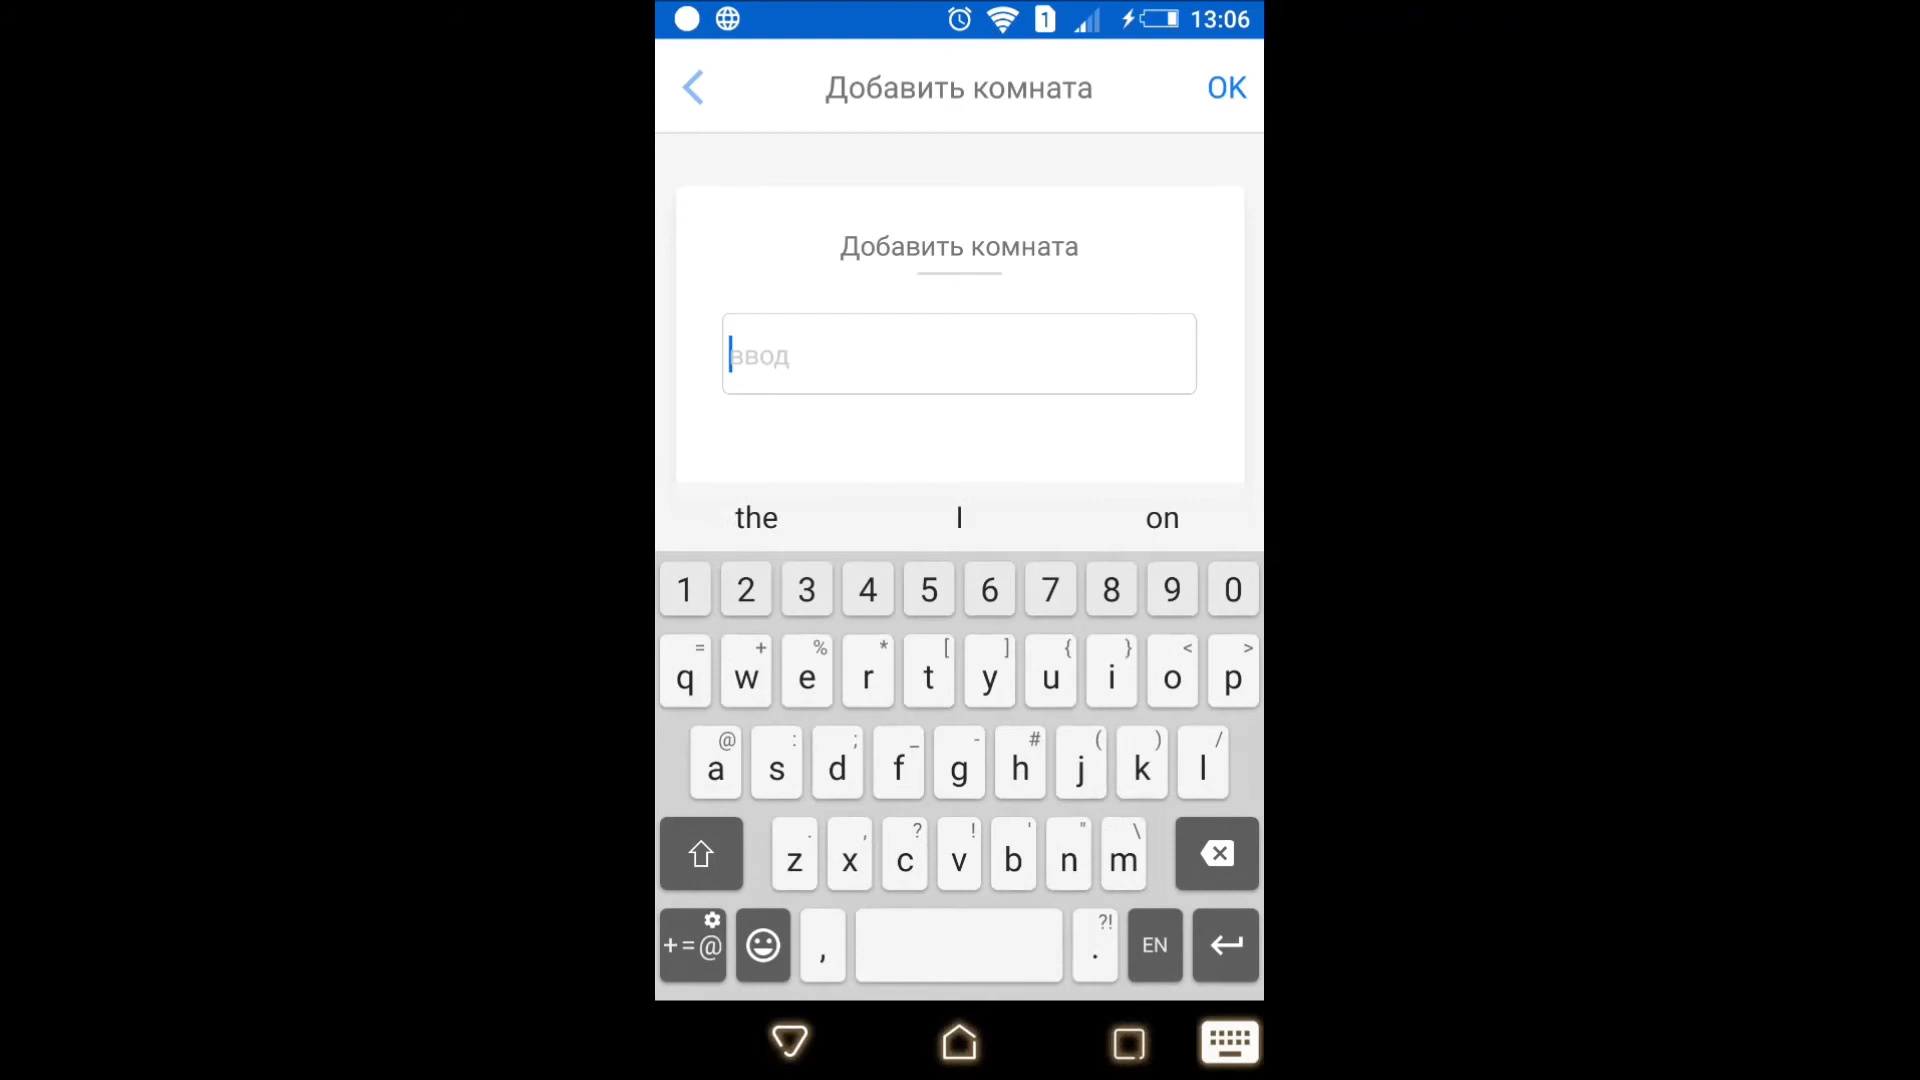 1 13:06
Добавить комната OK
Добавить комната
ввод
the I on
1 2 3 4 5 6 7 8 9 0
= + % * [ ] { } < >
q w e r t y u i o p
@ : ; _ - # ( ) /
a s d f g h j k l
. , ? ! ' " \
z x c v b n m
?!
+=@ , . EN